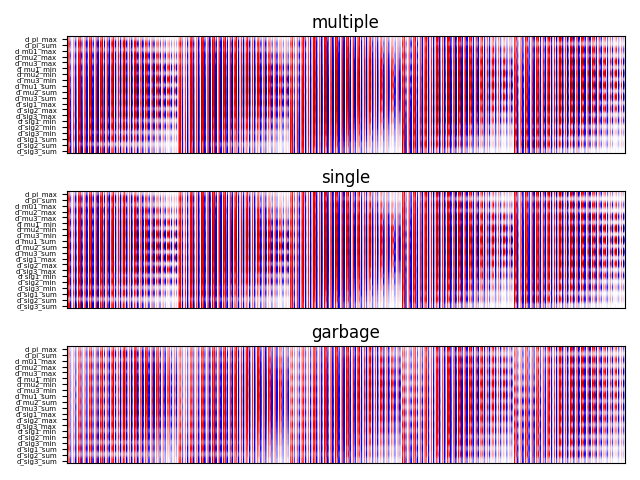 multiple
d_pi_max
d_pi_sum
d_mu1_max
d_mu2_max
d_mu3_max
d_mu1_min
d_mu2_min
d_mu3_min
d_mu1_sum
d_mu2_sum
d_mu3_sum
d_sig1_max
d_sig2_max
d_sig3_max
d_sig1_min
d_sig2_min
d_sig3_min
d_sig1_sum
d_sig2_sum
d_sig3_sum
single
d_pi_max
d_pi_sum
d_mu1_max
d_mu2_max
d_mu3_max
d_mu1_min
d_mu2_min
d_mu3_min
d_mu1_sum
d_mu2_sum
d_mu3_sum
d_sig1_max
d_sig2_max
d_sig3_max
d_sig1_min
d_sig2_min
d_sig3_min
d_sig1_sum
d_sig2_sum
d_sig3_sum
garbage
d_pi_max
d_pi_sum
d_mu1_max
d_mu2_max
d_mu3_max
d_mu1_min
d_mu2_min
d_mu3_min
d_mu1_sum
d_mu2_sum
d_mu3_sum
d_sig1_max
d_sig2_max
d_sig3_max
d_sig1_min
d_sig2_min
d_sig3_min
d_sig1_sum
d_sig2_sum
d_sig3_sum